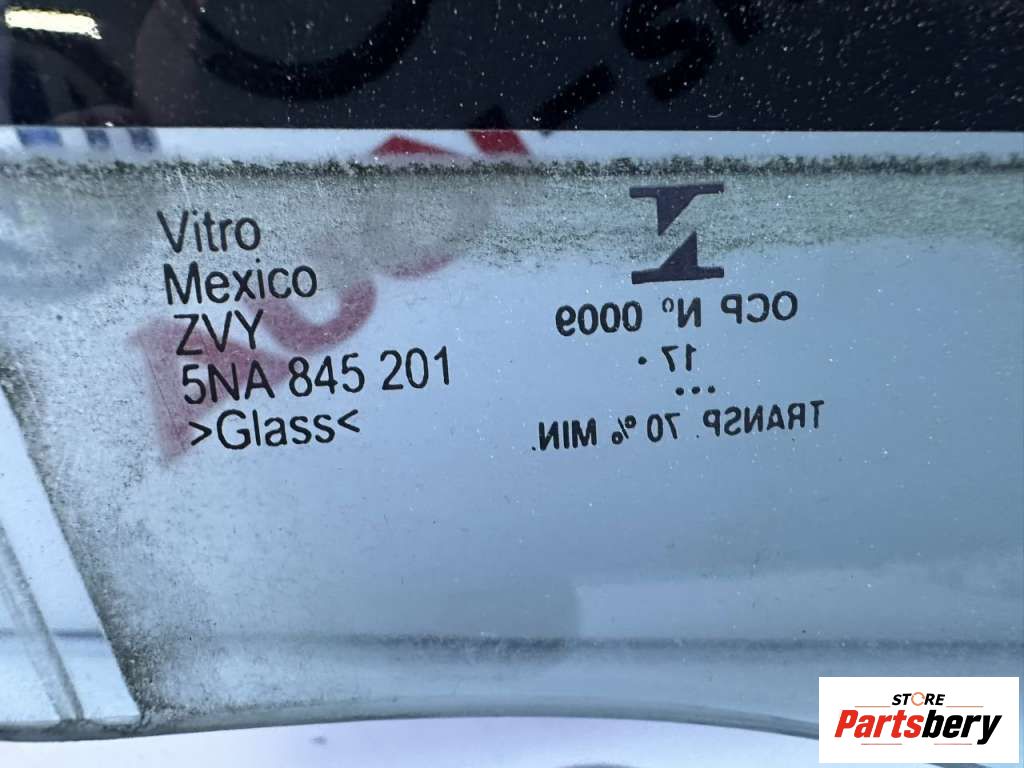 Vitro
Mexico
ZVY
5NA 845 201
>Glass<
OCP Nº 0009
17 •
•••
TRANSP. 70 % MIN.
STORE
Partsbery